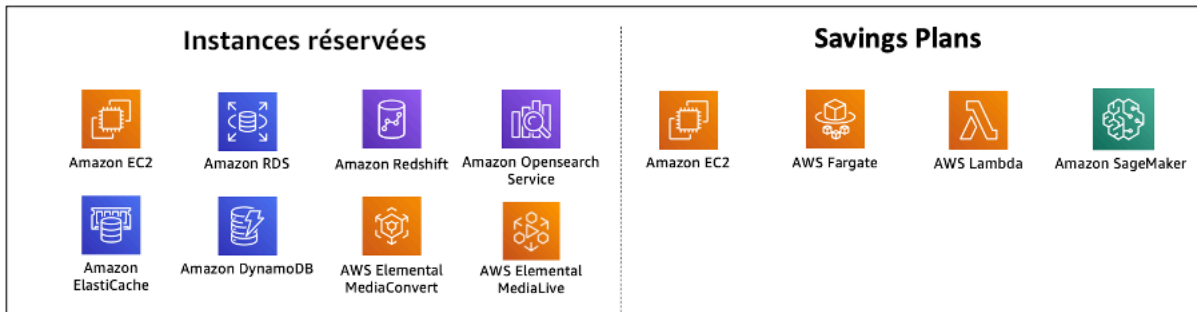 Instances réservées
Savings Plans
Amazon EC2
Amazon RDS
Amazon Redshift
Amazon Opensearch
Service
Amazon EC2
AWS Fargate
AWS Lambda
Amazon SageMaker
Amazon
ElastiCache
Amazon DynamoDB
AWS Elemental
MediaConvert
AWS Elemental
MediaLive